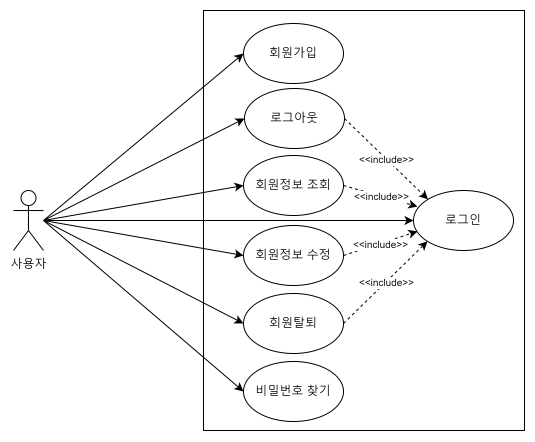 회원가입
로그아웃
<<include>>
회원정보 조회
<<include>>
로그인
사용자
<<include>>
회원정보 수정
<<include>>
회원탈퇴
비밀번호 찾기